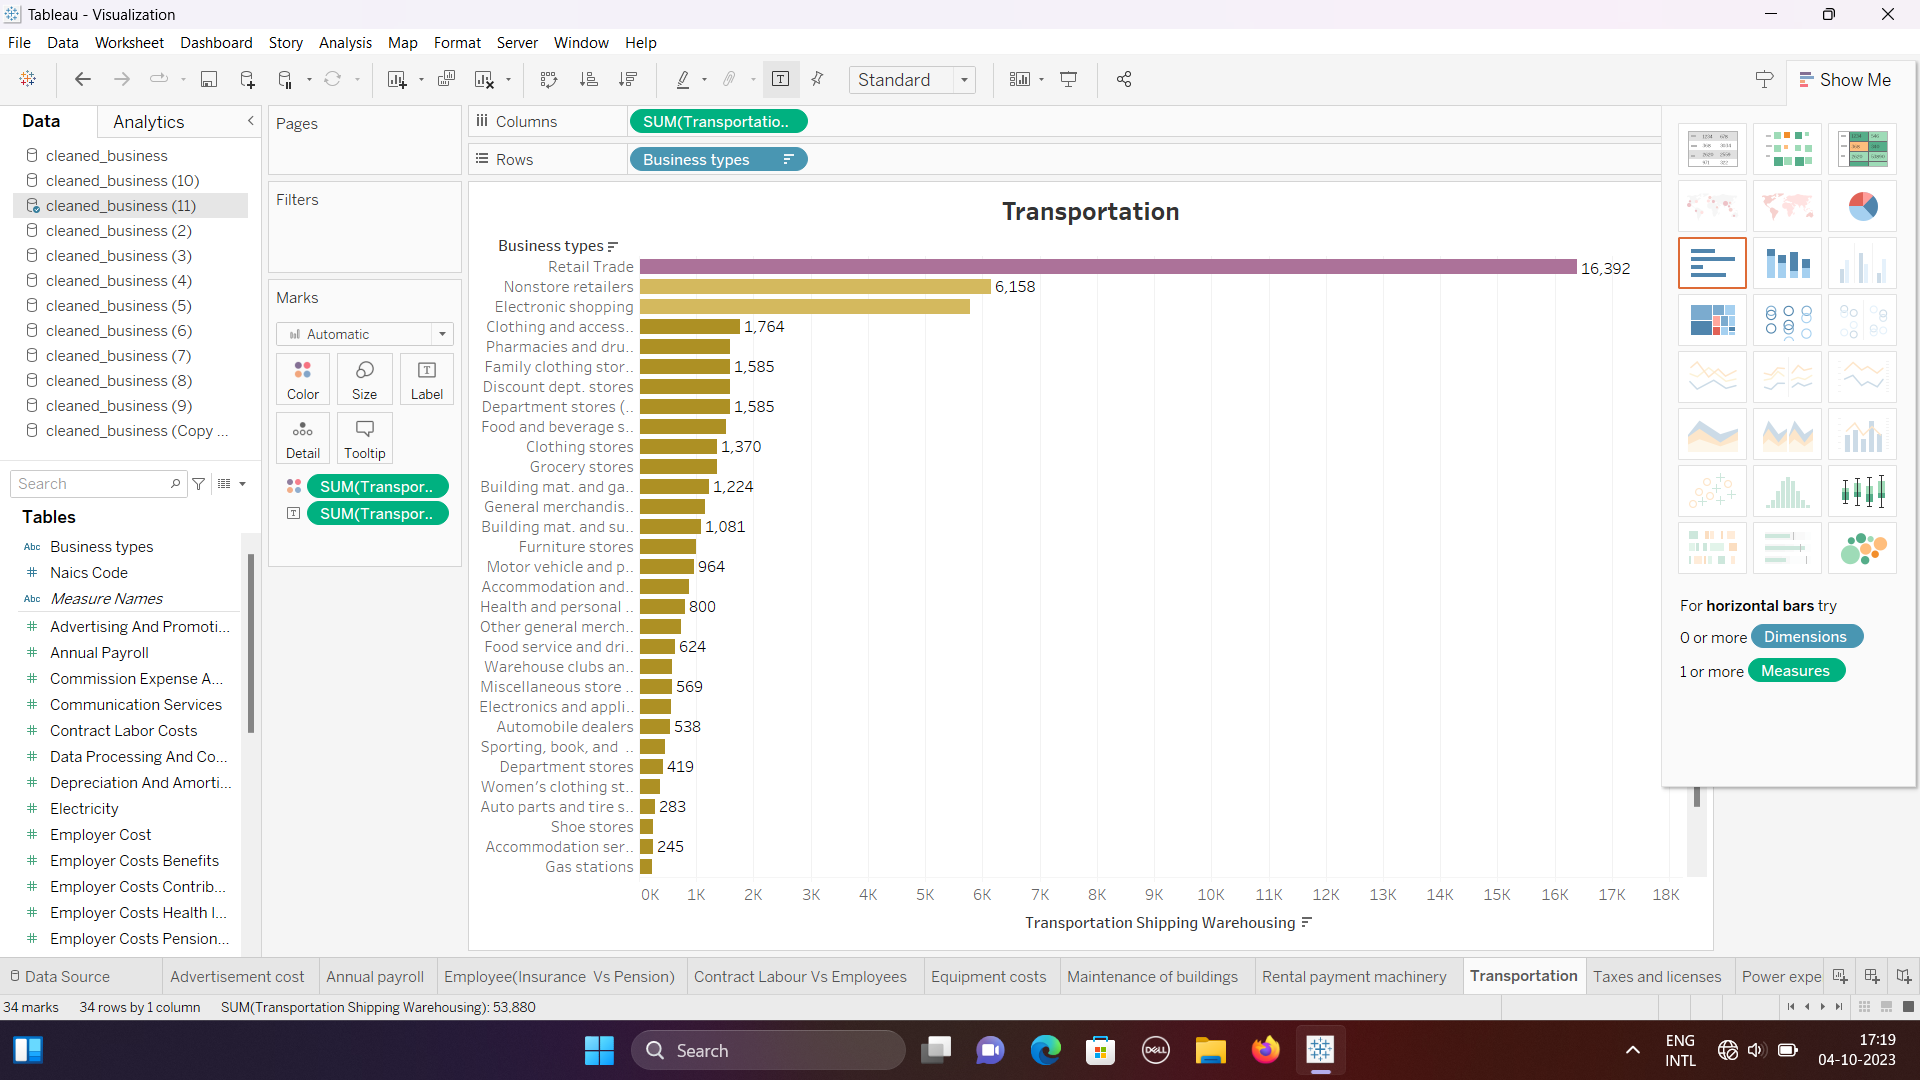 Tableau - Visualization
File Data Worksheet Dashboard Story Analysis Map Format Server Window Help
Standard
Show Me
Data
Analytics
cleaned_business
cleaned_business (10)
cleaned_business (11)
cleaned_business (2)
cleaned_business (3)
cleaned_business (4)
cleaned_business (5)
cleaned_business (6)
cleaned_business (7)
cleaned_business (8)
cleaned_business (9)
cleaned_business (Copy ...
Search
Tables
Abc Business types
# Naics Code
Abc Measure Names
# Advertising And Promoti...
# Annual Payroll
# Commission Expense A...
# Communication Services
# Contract Labor Costs
# Data Processing And Co...
# Depreciation And Amorti...
# Electricity
# Employer Cost
# Employer Costs Benefits
# Employer Costs Contrib...
# Employer Costs Health I...
# Employer Costs Pension...
Pages
Filters
Marks
Automatic
Color Size Label
Detail Tooltip
SUM(Transpor..
SUM(Transpor..
Columns SUM(Transportatio..
Rows Business types
Transportation
Business types
Retail Trade 16,392
Nonstore retailers 6,158
Electronic shopping
Clothing and access.. 1,764
Pharmacies and dru..
Family clothing stor.. 1,585
Discount dept. stores
Department stores (.. 1,585
Food and beverage s..
Clothing stores 1,370
Grocery stores
Building mat. and ga.. 1,224
General merchandis..
Building mat. and su.. 1,081
Furniture stores
Motor vehicle and p.. 964
Accommodation and..
Health and personal .. 800
Other general merch..
Food service and dri.. 624
Warehouse clubs an..
Miscellaneous store .. 569
Electronics and appli..
Automobile dealers 538
Sporting, book, and ..
Department stores 419
Women's clothing st..
Auto parts and tire s.. 283
Shoe stores
Accommodation ser.. 245
Gas stations
0K 1K 2K 3K 4K 5K 6K 7K 8K 9K 10K 11K 12K 13K 14K 15K 16K 17K 18K
Transportation Shipping Warehousing
For horizontal bars try
0 or more Dimensions
1 or more Measures
Data Source Advertisement cost Annual payroll Employee(Insurance Vs Pension) Contract Labour Vs Employees Equipment costs Maintenance of buildings Rental payment machinery Transportation Taxes and licenses Power expe
34 marks 34 rows by 1 column SUM(Transportation Shipping Warehousing): 53,880
Search
DELL
ENG
INTL
17:19
04-10-2023